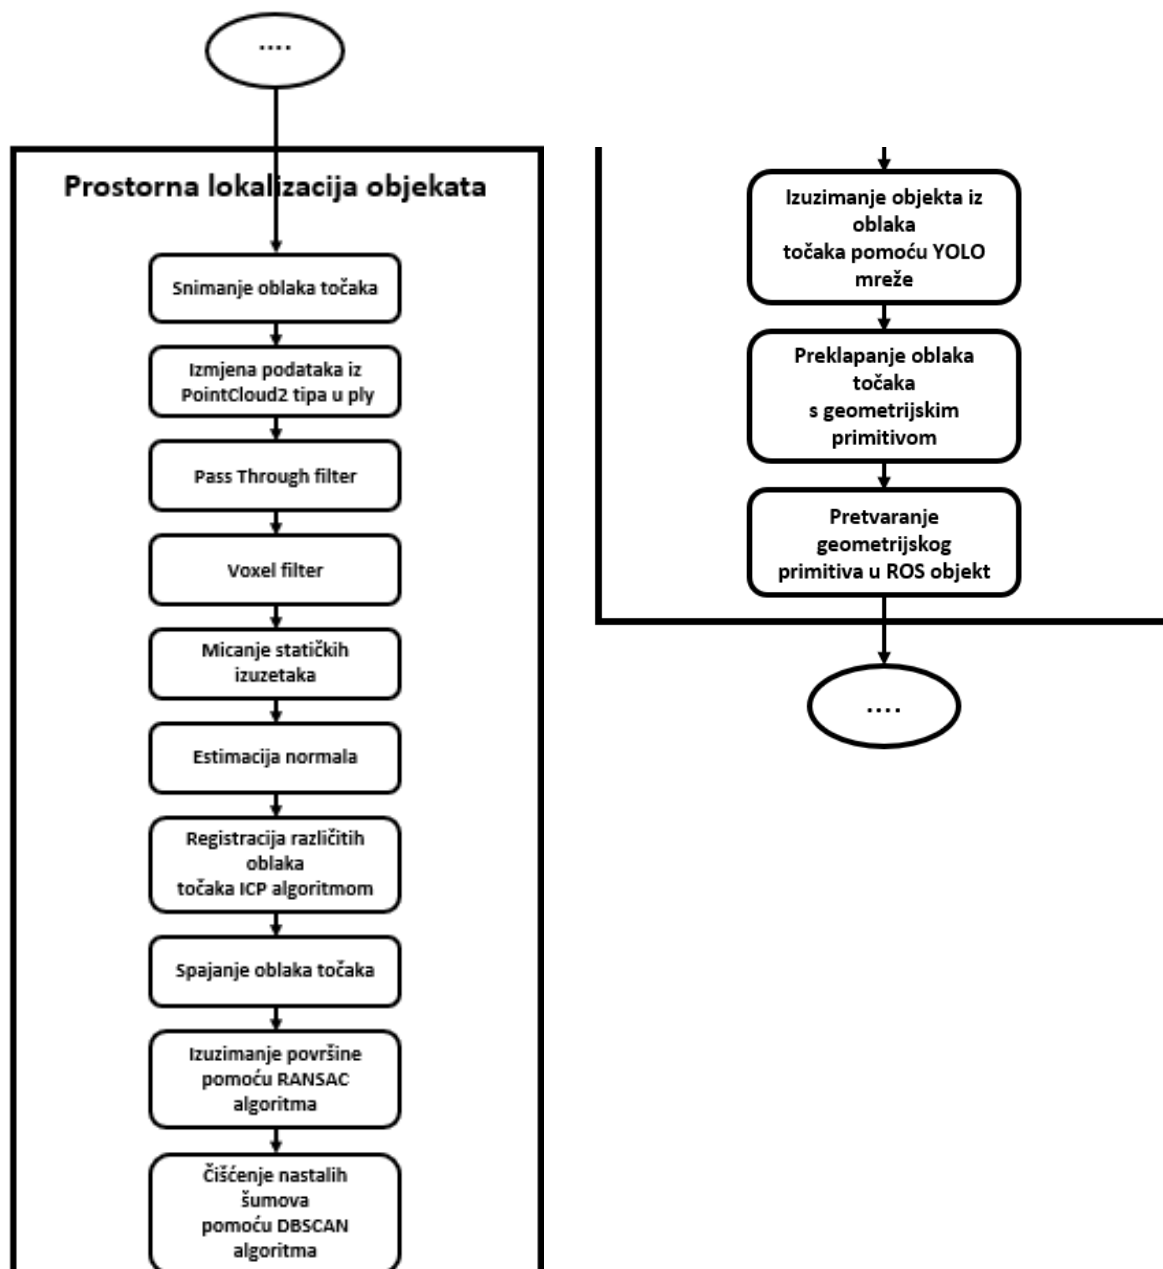 ....
Prostorna lokalizacija objekata
Snimanje oblaka točaka
Izmjena podataka iz
PointCloud2 tipa u ply
Pass Through filter
Voxel filter
Micanje statičkih
izuzetaka
Estimacija normala
Registracija različitih
oblaka
točaka ICP algoritmom
Spajanje oblaka točaka
Izuzimanje površine
pomoću RANSAC
algoritma
Čišćenje nastalih
šumova
pomoću DBSCAN
algoritma
Izuzimanje objekta iz
oblaka
točaka pomoću YOLO
mreže
Preklapanje oblaka
točaka
s geometrijskim
primitivom
Pretvaranje
geometrijskog
primitiva u ROS objekt
....